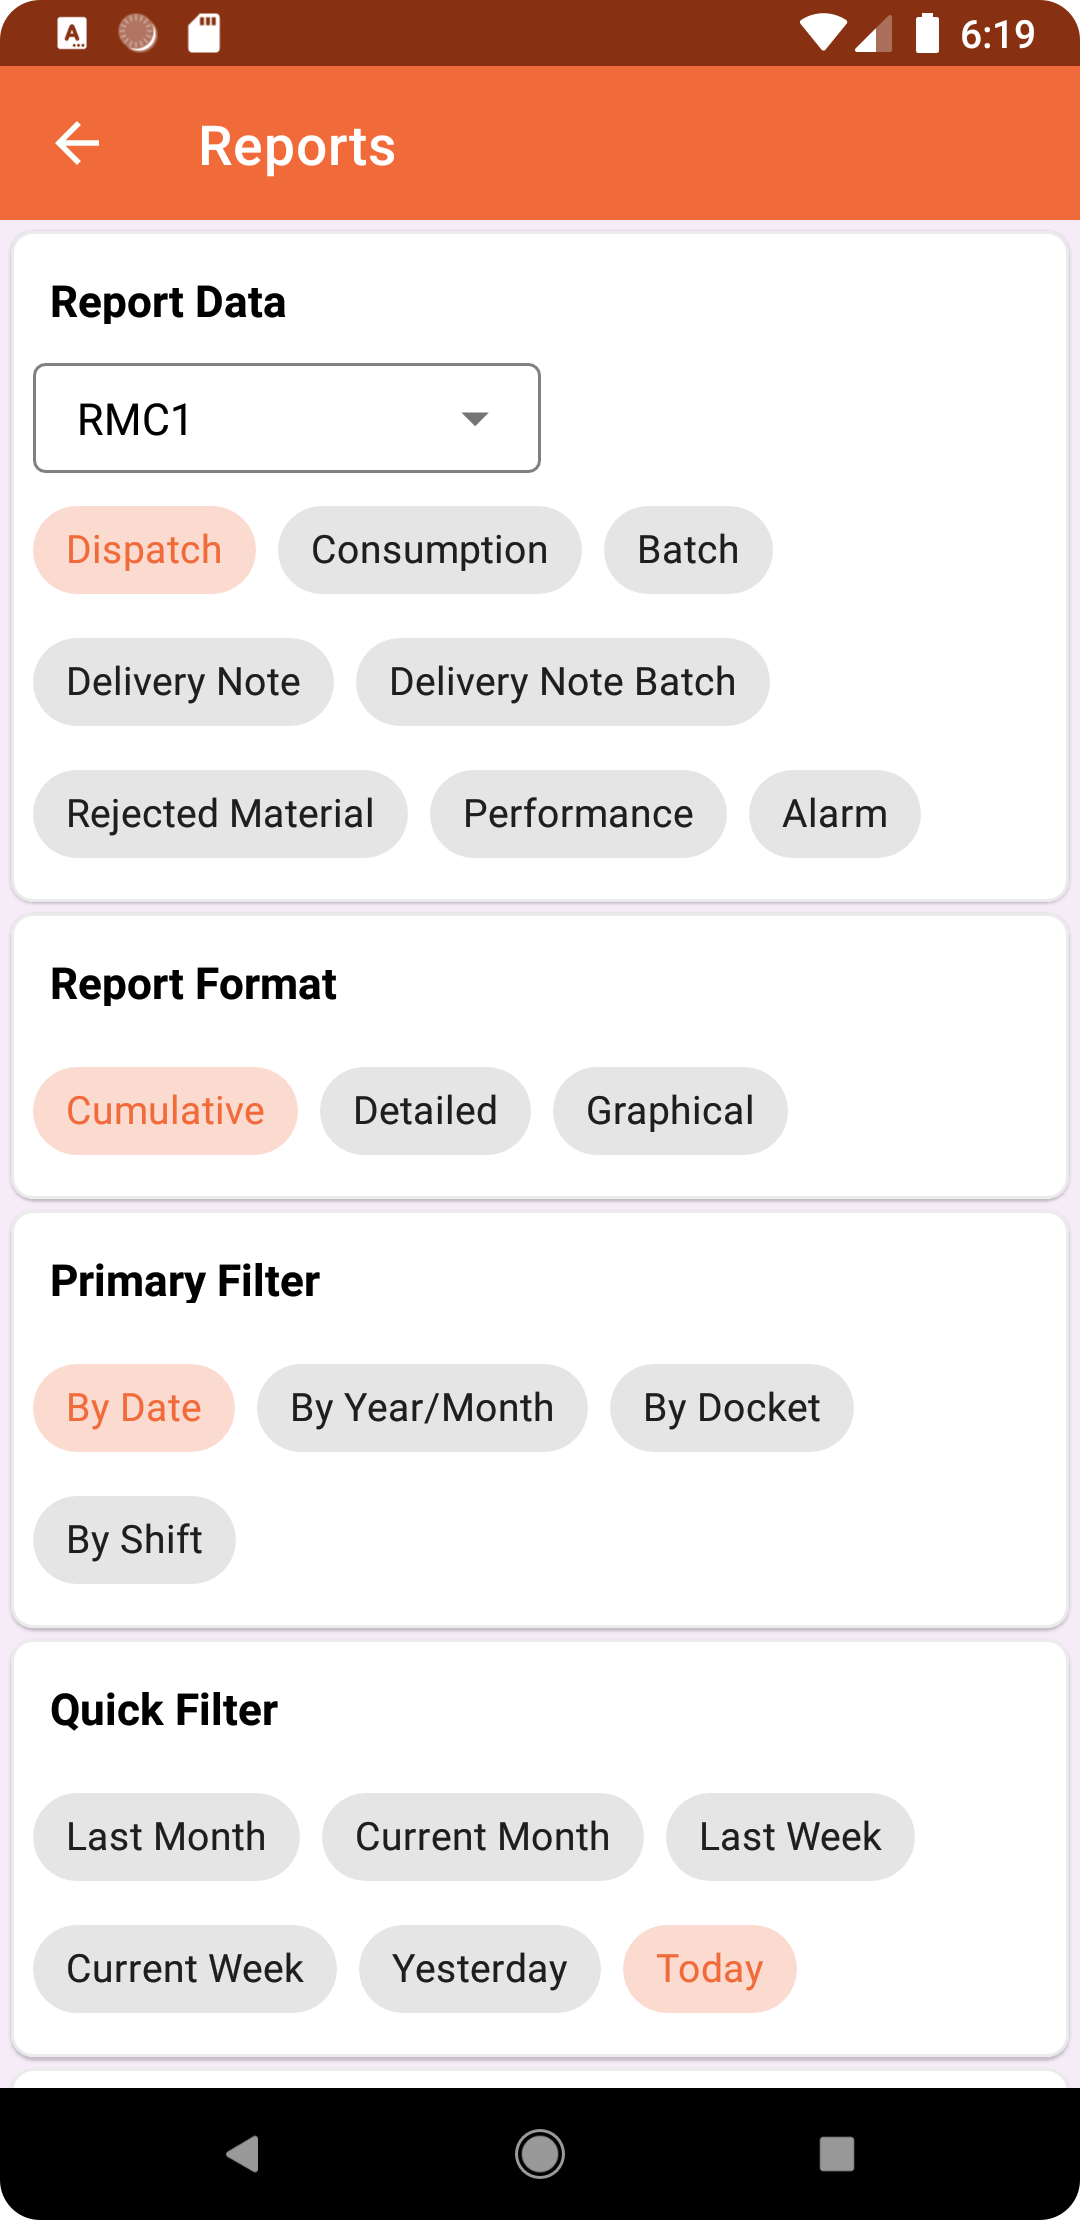 6:19
Reports
Report Data
RMC1
Dispatch Consumption Batch
Delivery Note Delivery Note Batch
Rejected Material Performance Alarm
Report Format
Cumulative Detailed Graphical
Primary Filter
By Date By Year/Month By Docket
By Shift
Quick Filter
Last Month Current Month Last Week
Current Week Yesterday Today